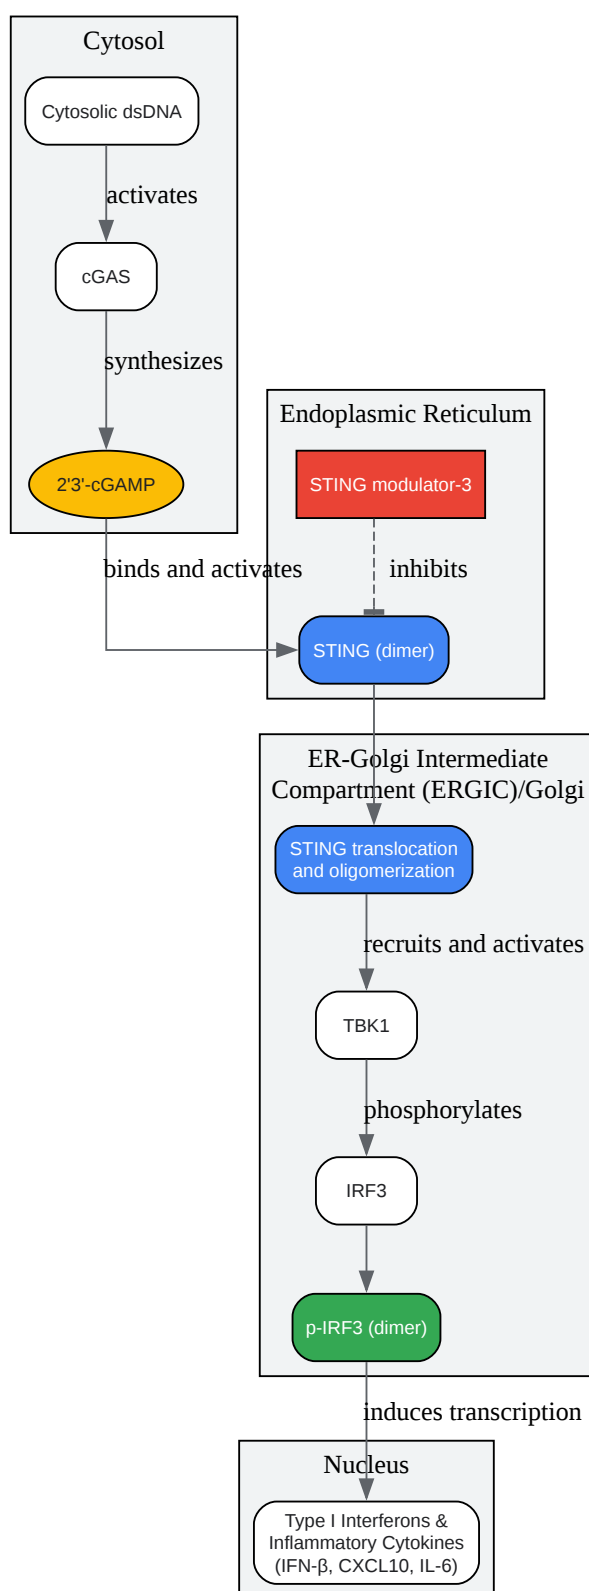 Cytosol
Cytosolic dsDNA
activates
cGAS
synthesizes
2'3'-cGAMP
binds and activates
Endoplasmic Reticulum
STING modulator-3
inhibits
STING (dimer)
ER-Golgi Intermediate
Compartment (ERGIC)/Golgi
STING translocation
and oligomerization
recruits and activates
TBK1
phosphorylates
IRF3
p-IRF3 (dimer)
induces transcription
Nucleus
Type I Interferons &
Inflammatory Cytokines
(IFN-β, CXCL10, IL-6)